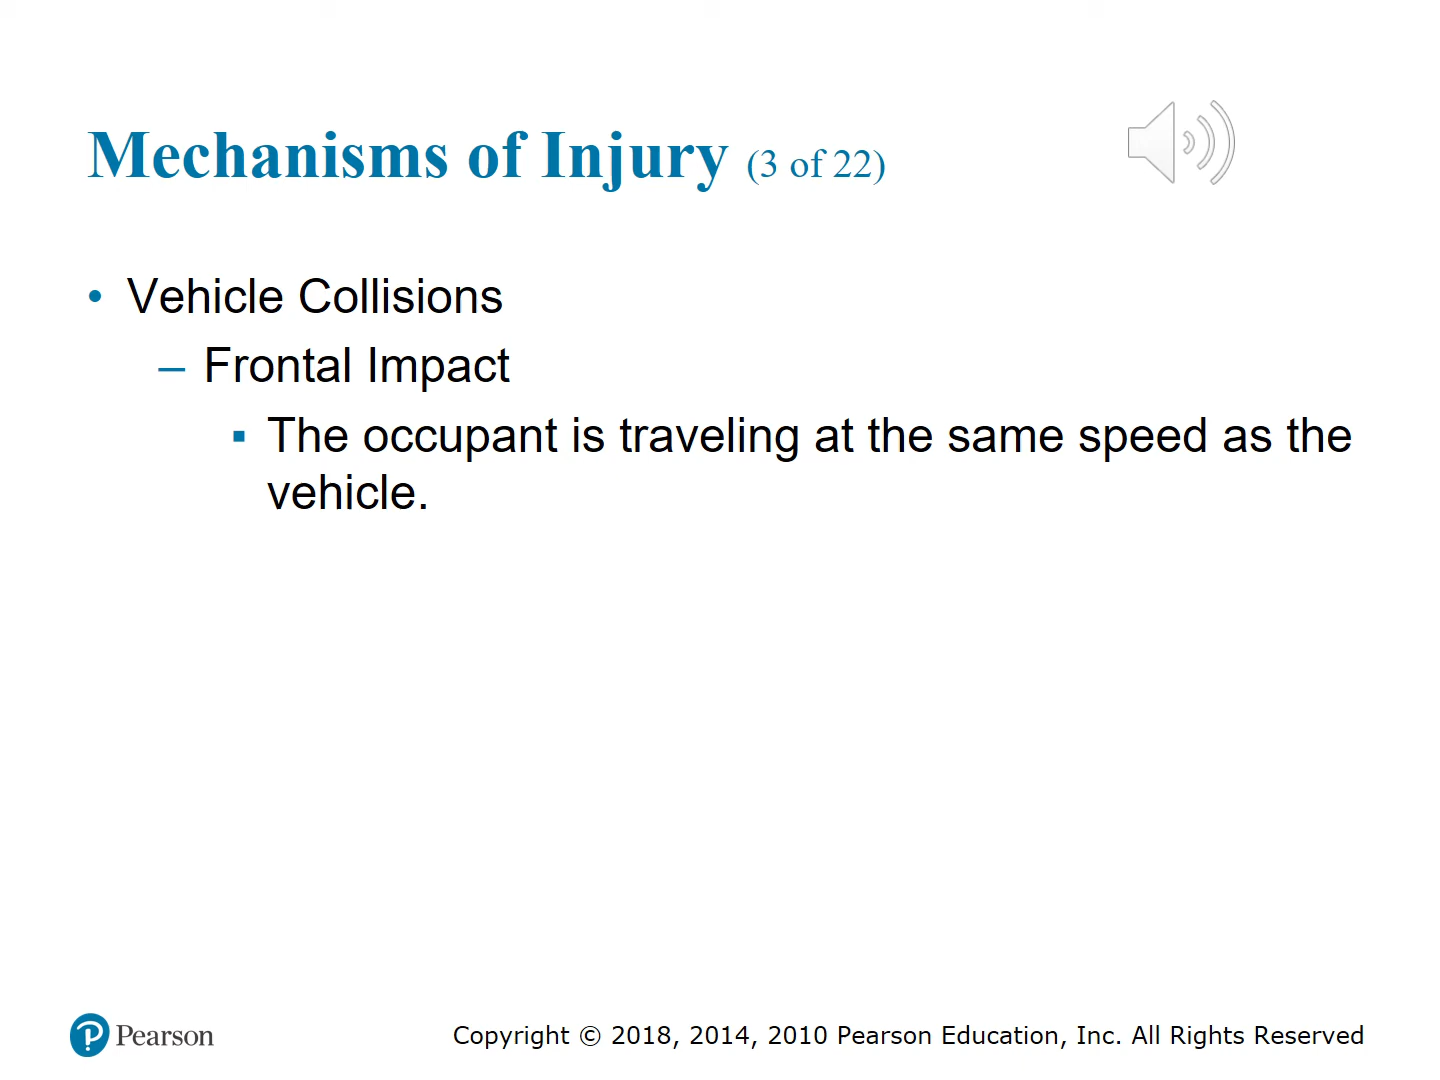 Mechanisms of Injury (3 of 22)
• Vehicle Collisions
– Frontal Impact
▪ The occupant is traveling at the same speed as the
vehicle.
Pearson
Copyright © 2018, 2014, 2010 Pearson Education, Inc. All Rights Reserved